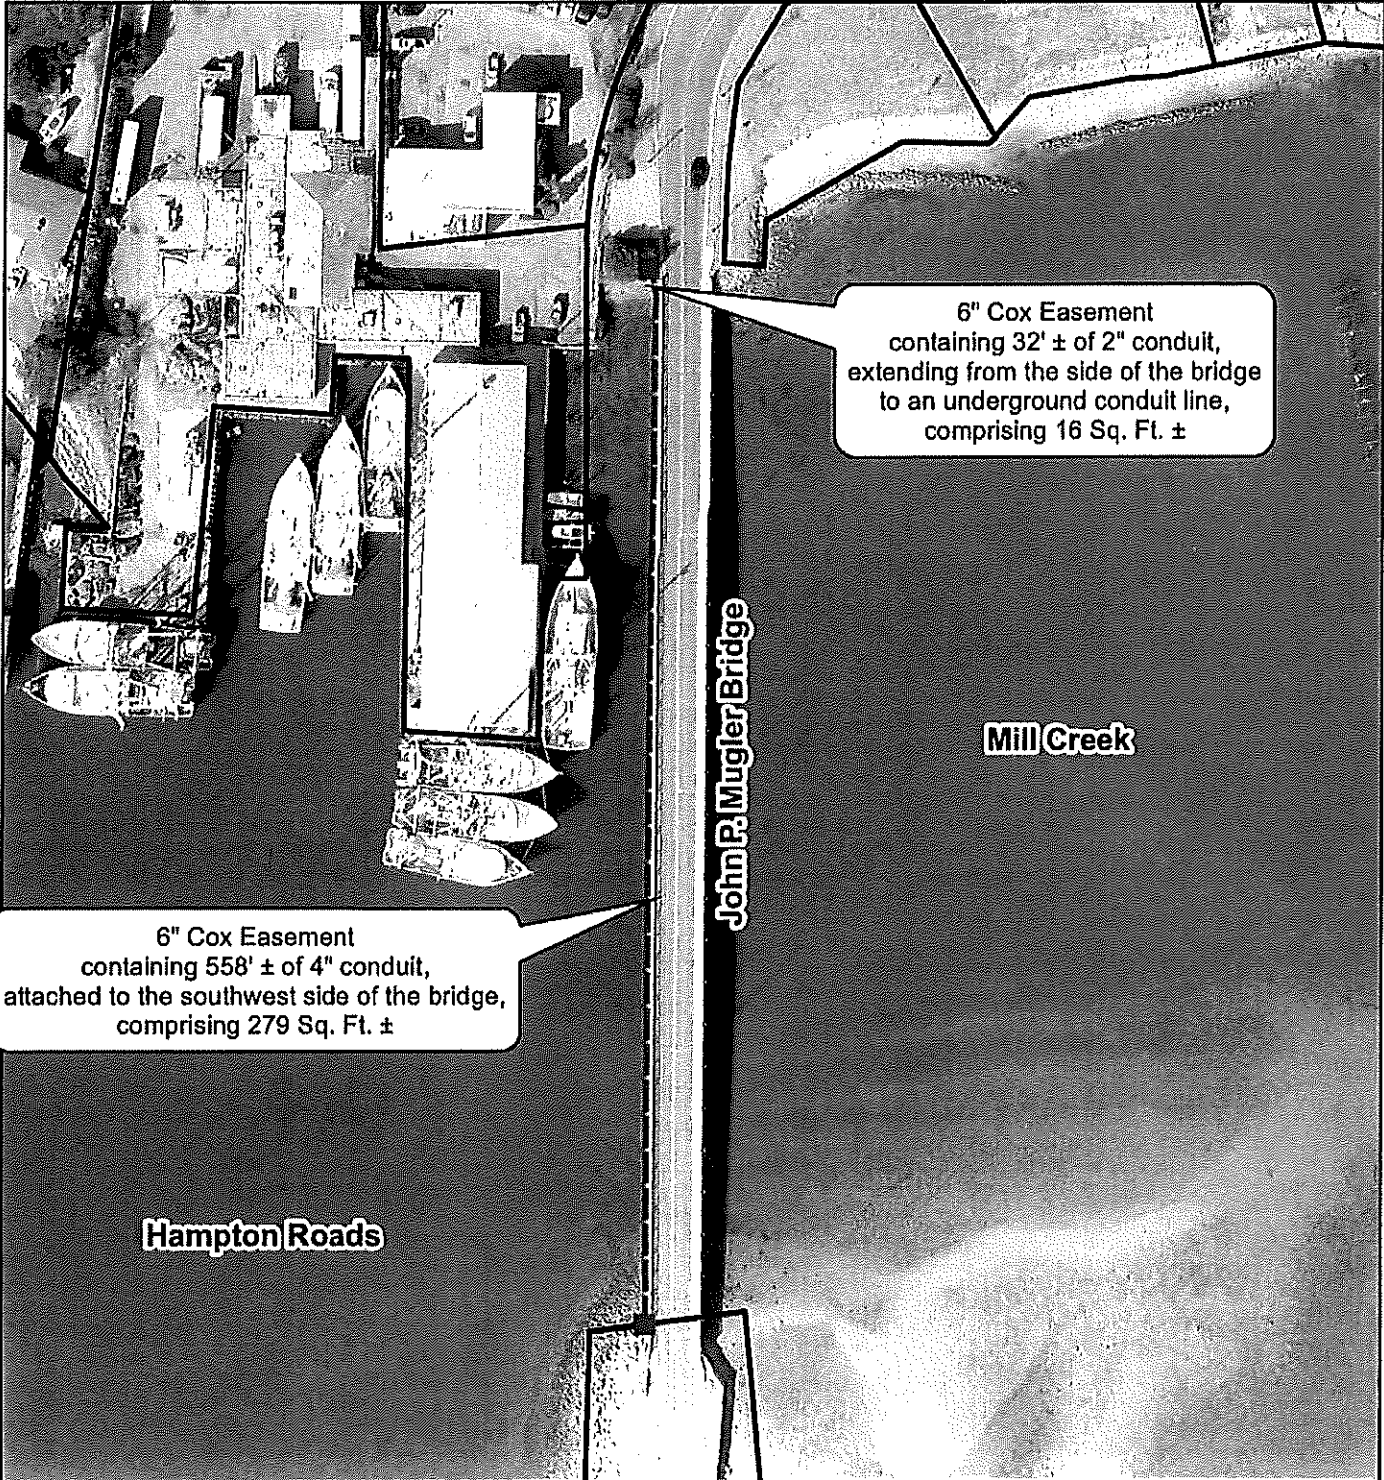 6" Cox Easement
containing 32' ± of 2" conduit,
extending from the side of the bridge
to an underground conduit line,
comprising 16 Sq. Ft. ±
John P. Mugler Bridge
Mill Creek
6" Cox Easement
containing 558' ± of 4" conduit,
attached to the southwest side of the bridge,
comprising 279 Sq. Ft. ±
Hampton Roads